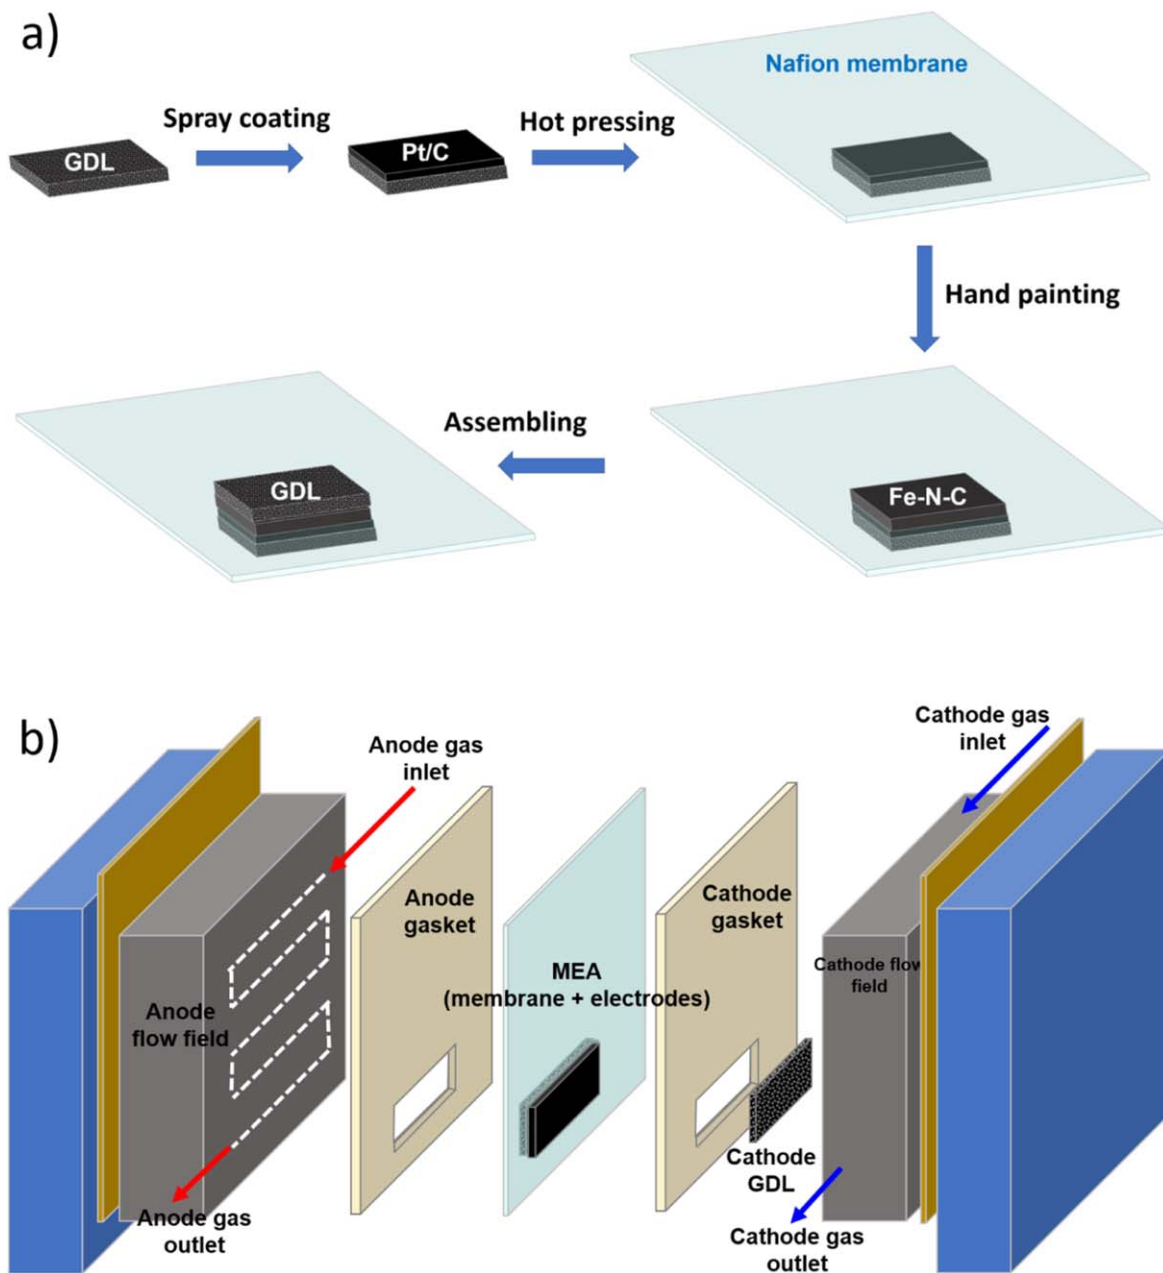 a)
Nafion membrane
Spray coating
Hot pressing
GDL
Pt/C
Hand painting
Assembling
GDL
Fe-N-C
b)
Cathode gas
inlet
Anode gas
inlet
Anode
gasket
Cathode
gasket
MEA
(membrane + electrodes)
Cathode flow
field
Anode
flow field
Cathode
GDL
Anode gas
outlet
Cathode gas
outlet